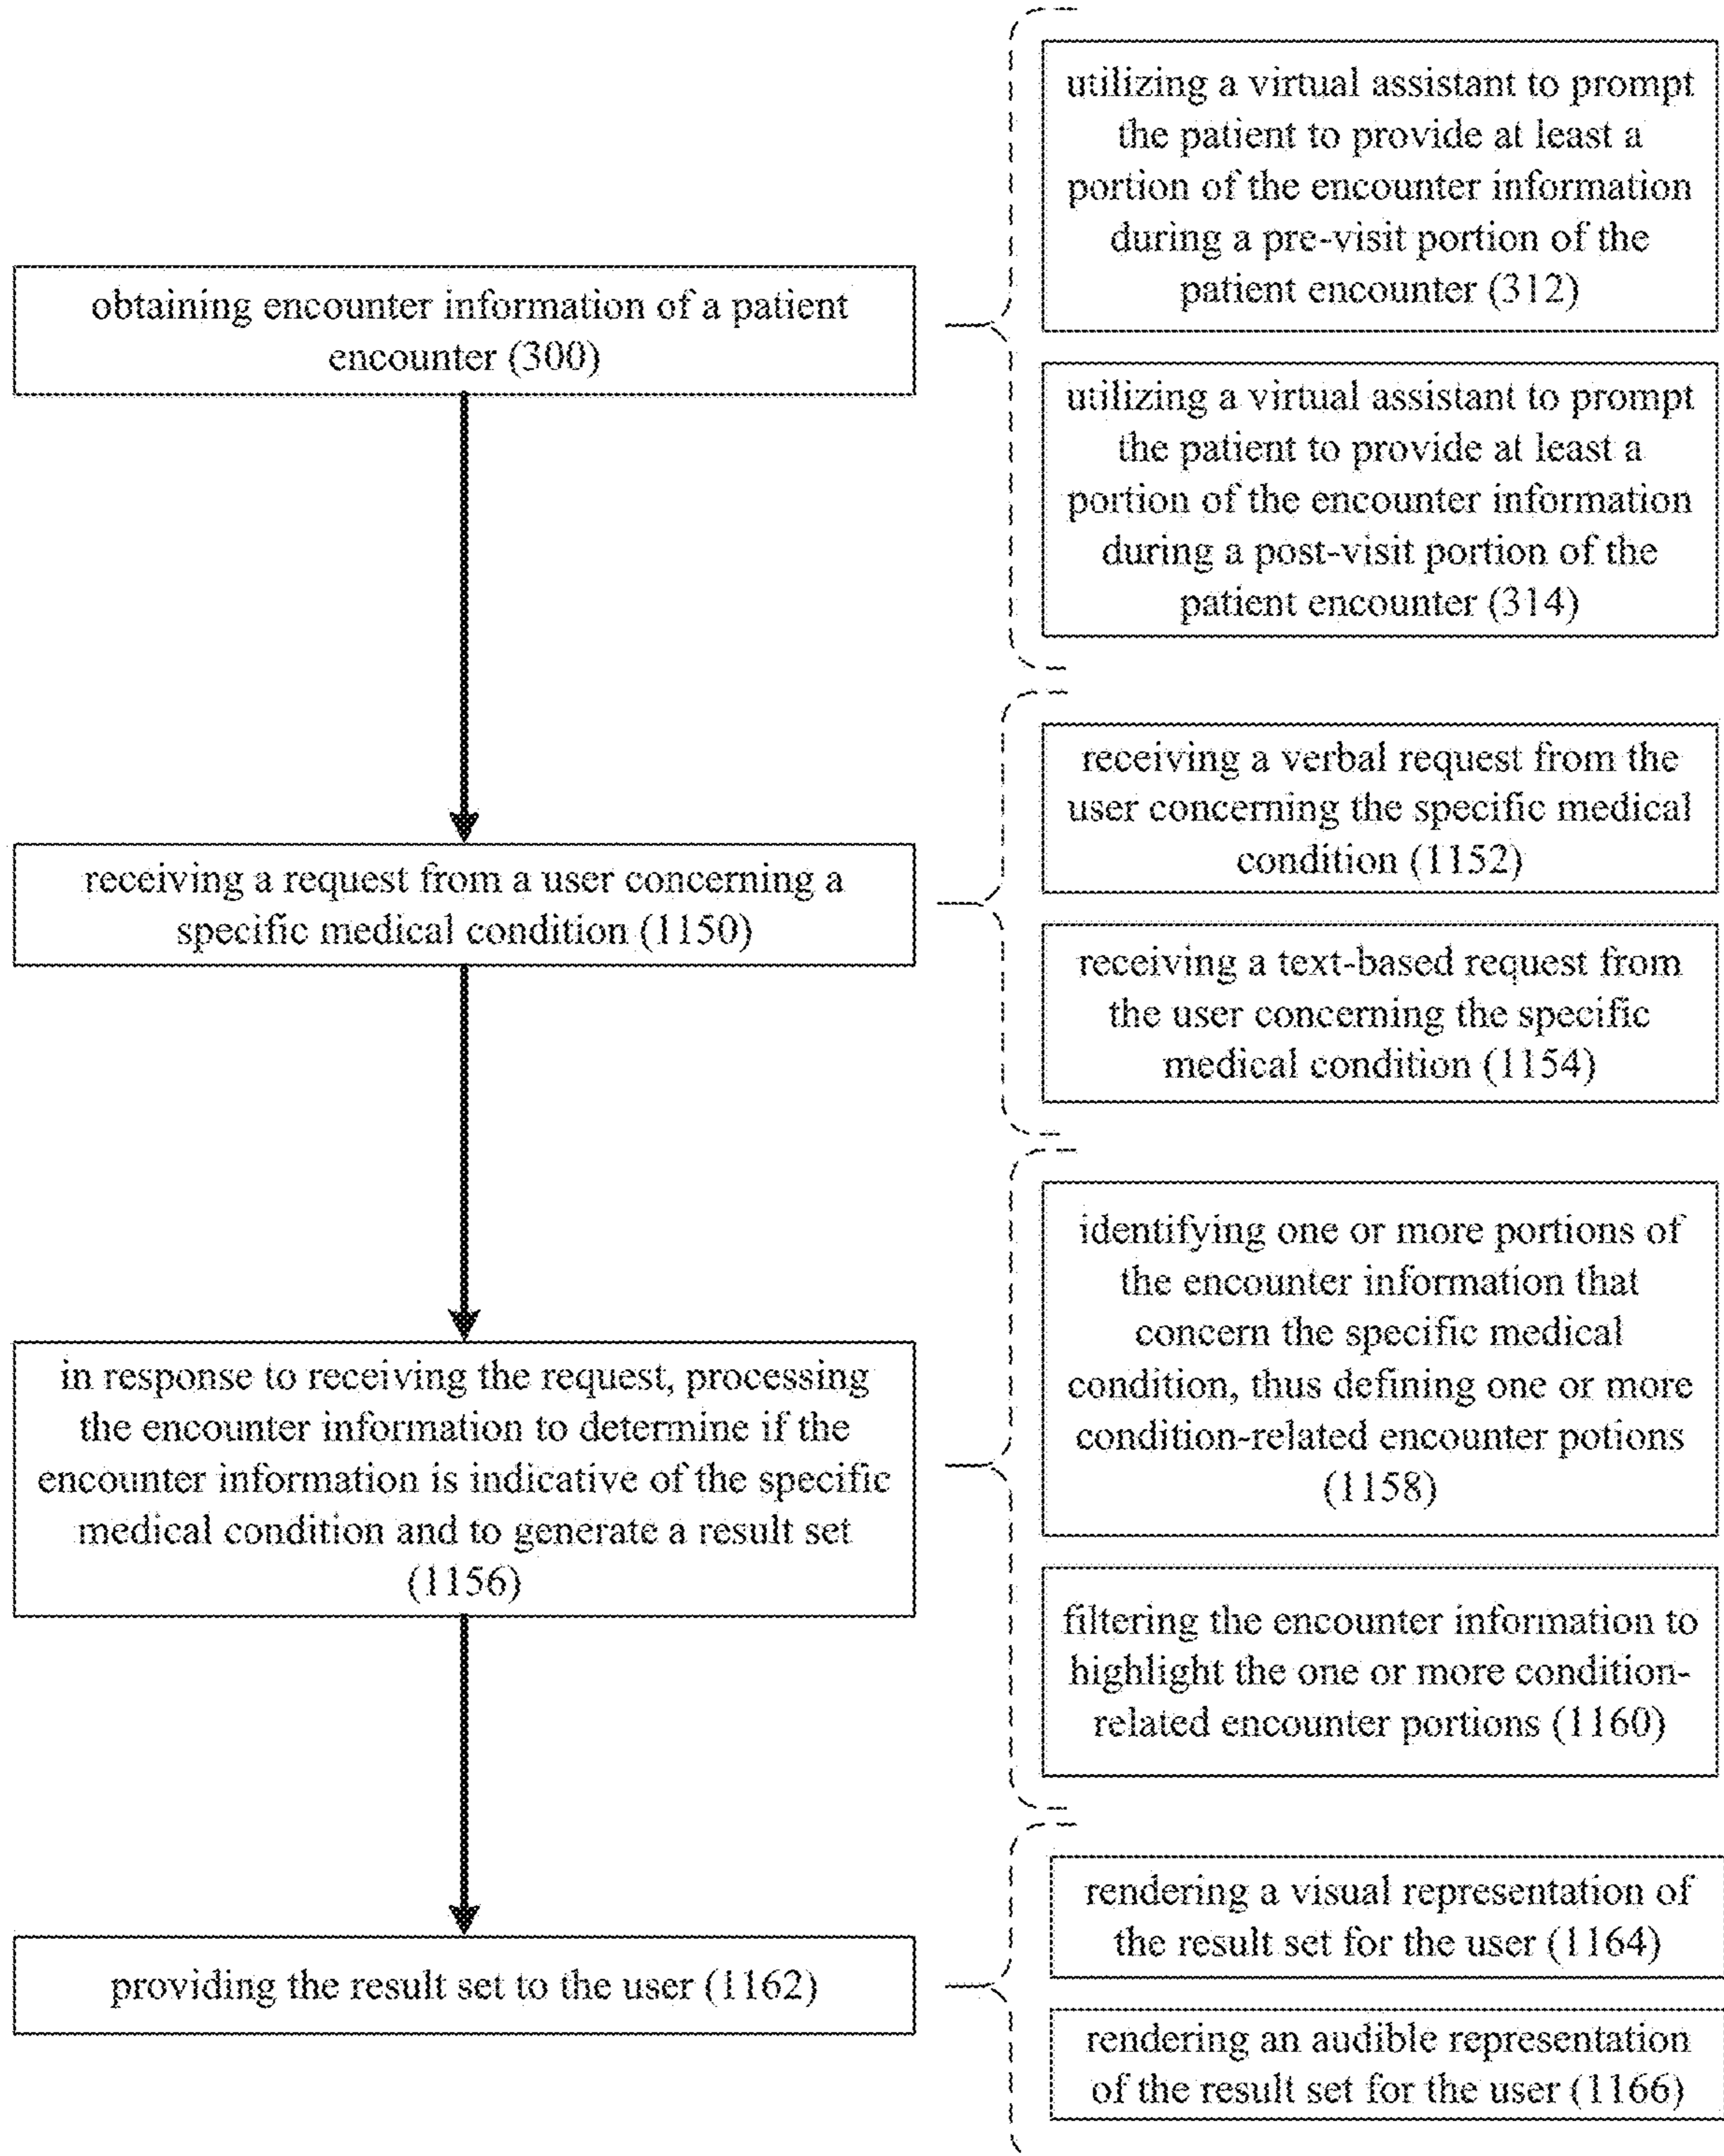 utilizing a virtual assistant to prompt
the patient to provide at least a
portion of the encounter information
during a pre-visit portion of the
patient encounter (312)
obtaining encounter information of a patient
encounter (300)
utilizing a virtual assistant to prompt
the patient to provide at least a
portion of the encounter information
during a post-visit portion of the
patient encounter (314)
receiving a verbal request from the
user concerning the specific medical
condition (1152)
receiving a request from a user concerning a
specific medical condition (1150)
receiving a text-based request from
the user concerning the specific
medical condition (1154)
identifying one or more portions of
the encounter information that
concern the specific medical
condition, thus defining one or more
condition-related encounter potions
(1158)
in response to receiving the request, processing
the encounter information to determine if the
encounter information is indicative of the specific
medical condition and to generate a result set
(1156)
filtering the encounter information to
highlight the one or more condition-
related encounter portions (1160)
rendering a visual representation of
the result set for the user (1164)
providing the result set to the user (1162)
rendering an audible representation
of the result set for the user (1166)